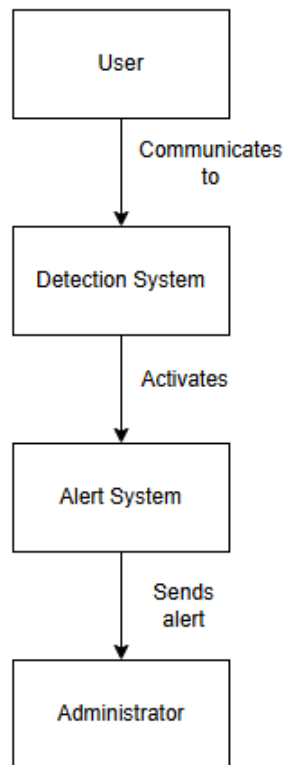 User
Communicates
to
Detection System
Activates
Alert System
Sends
alert
Administrator